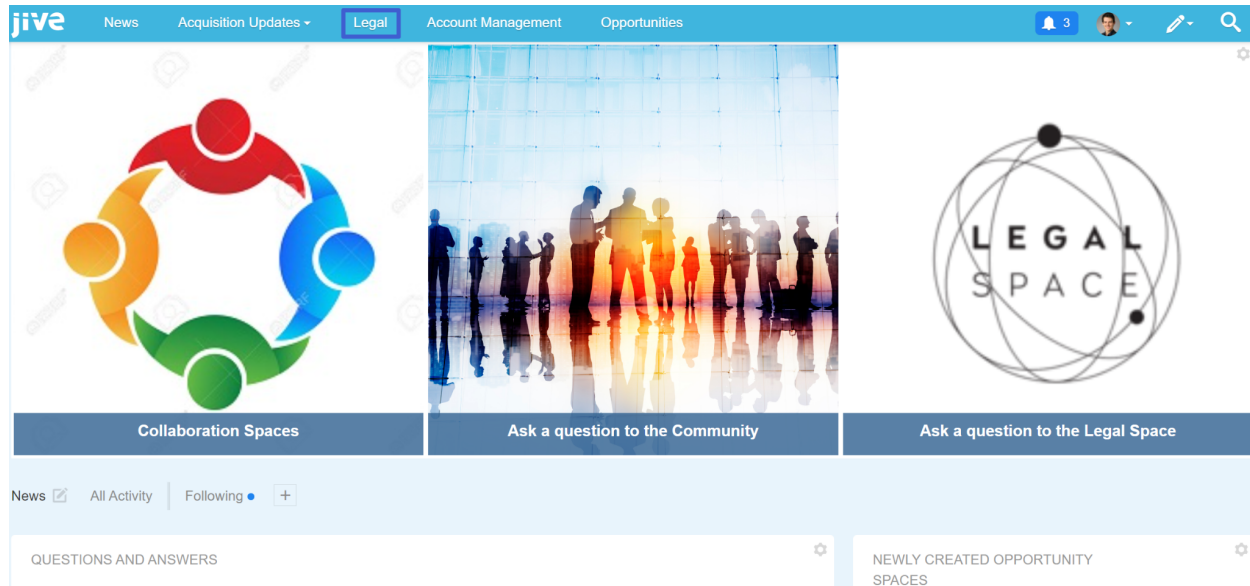 jive
News
Acquisition Updates
Legal
Account Management
Opportunities
3
LEGAL
SPACE
Collaboration Spaces
Ask a question to the Community
Ask a question to the Legal Space
News
All Activity
Following
+
QUESTIONS AND ANSWERS
NEWLY CREATED OPPORTUNITY
SPACES